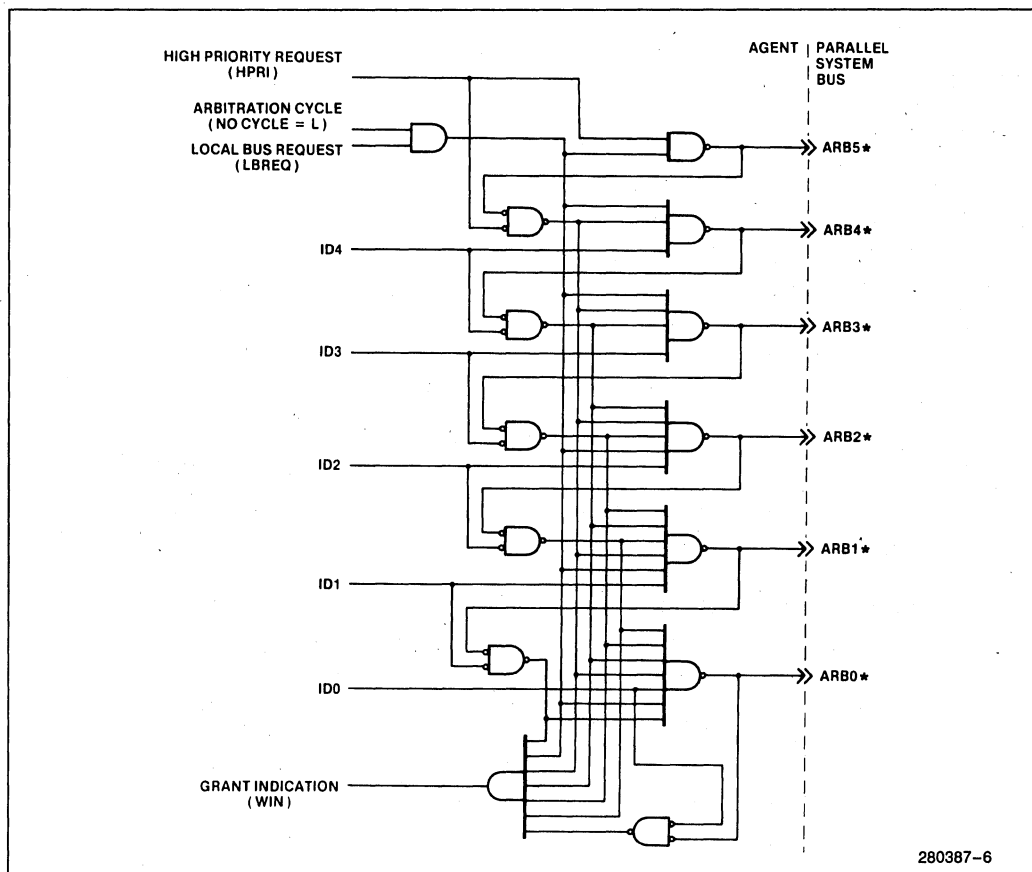 HIGH PRIORITY REQUEST
(HPRI)
AGENT
PARALLEL
SYSTEM
BUS
ARBITRATION CYCLE
(NO CYCLE = L)
LOCAL BUS REQUEST
(LBREQ)
ARB5*
ARB4*
ID4
ARB3*
ID3
ARB2*
ID2
ARB1*
ID1
ARB0*
ID0
GRANT INDICATION
(WIN)
280387-6